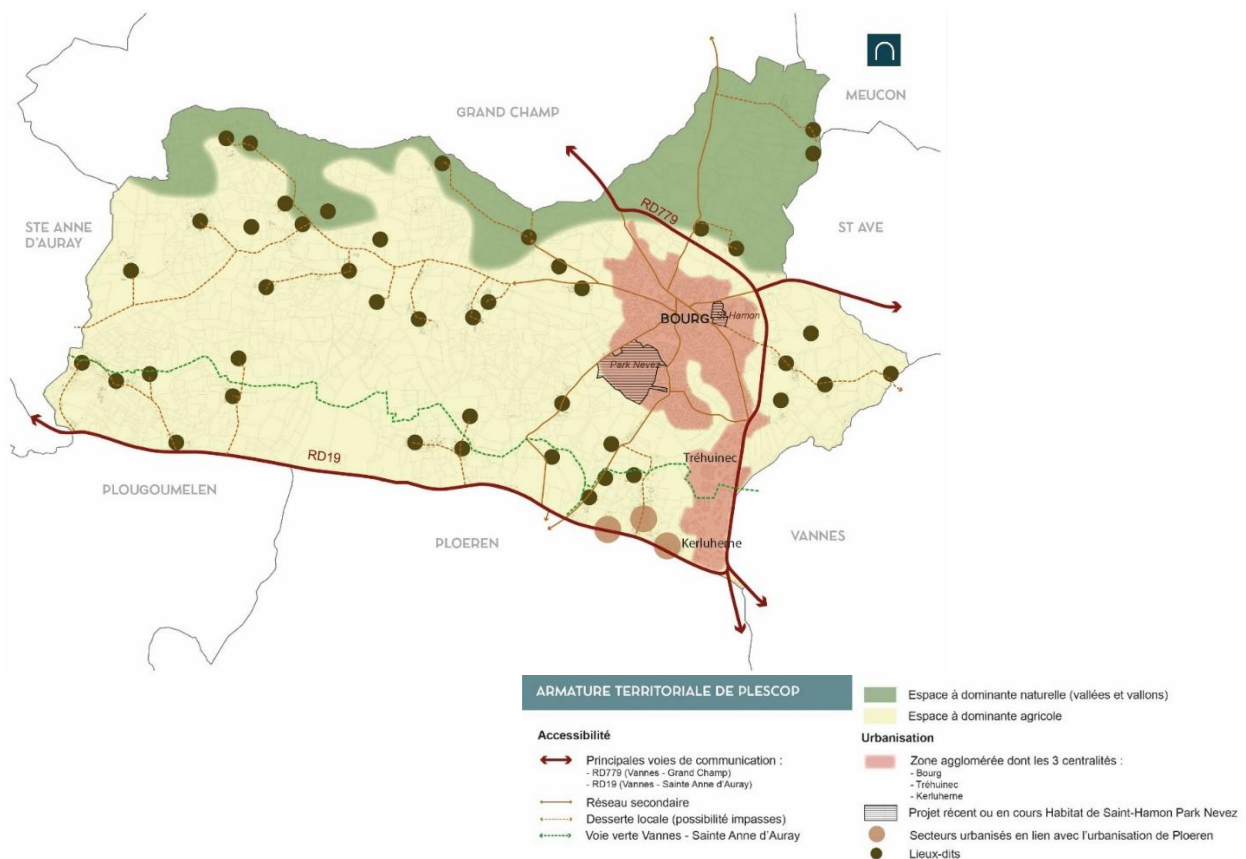 MEUCON
GRAND CHAMP
RD779
STE ANNE
D'AURAY
ST AVE
BOURG
St-Hamon
Park Nevez
Tréhuinec
RD19
PLOUGOUMELEN
PLOEREN
Kerluherne
VANNES
ARMATURE TERRITORIALE DE PLESCOP
Accessibilité
Principales voies de communication :
- RD779 (Vannes - Grand Champ)
- RD19 (Vannes - Sainte Anne d'Auray)
Réseau secondaire
Desserte locale (possibilité impasses)
Voie verte Vannes - Sainte Anne d'Auray
Espace à dominante naturelle (vallées et vallons)
Espace à dominante agricole
Urbanisation
Zone agglomérée dont les 3 centralités :
- Bourg
- Tréhuinec
- Kerluherne
Projet récent ou en cours Habitat de Saint-Hamon Park Nevez
Secteurs urbanisés en lien avec l'urbanisation de Ploeren
Lieux-dits